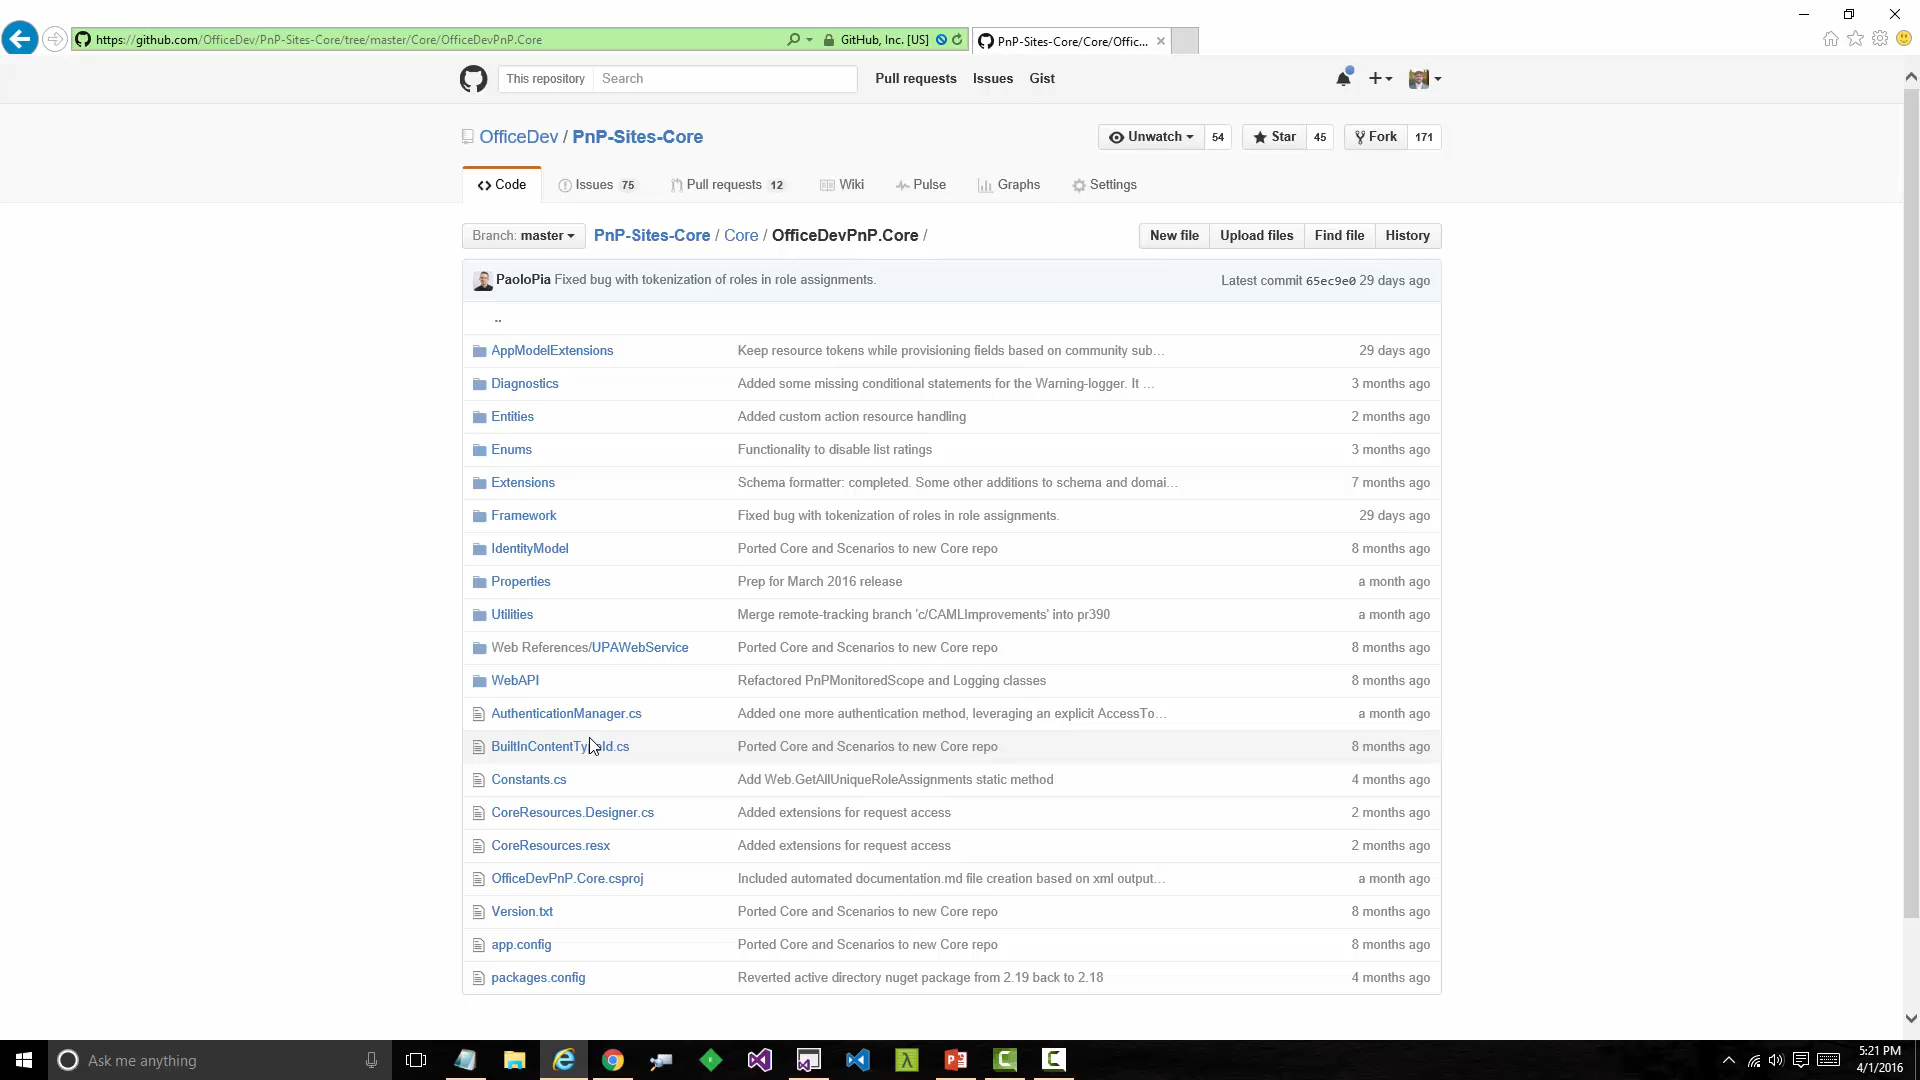 https://github.com/OfficeDev/PnP-Sites-Core/tree/master/Core/OfficeDevPnP.Core
GitHub, Inc. [US]
PnP-Sites-Core/Core/Offic...
This repository Search
Pull requests Issues Gist
OfficeDev / PnP-Sites-Core
Unwatch 54 Star 45 Fork 171
Code Issues 75 Pull requests 12 Wiki Pulse Graphs Settings
Branch: master PnP-Sites-Core / Core / OfficeDevPnP.Core /
New file Upload files Find file History
PaoloPia Fixed bug with tokenization of roles in role assignments. Latest commit 65ec9e0 29 days ago
..
AppModelExtensions Keep resource tokens while provisioning fields based on community sub... 29 days ago
Diagnostics Added some missing conditional statements for the Warning-logger. It ... 3 months ago
Entities Added custom action resource handling 2 months ago
Enums Functionality to disable list ratings 3 months ago
Extensions Schema formatter: completed. Some other additions to schema and domai... 7 months ago
Framework Fixed bug with tokenization of roles in role assignments. 29 days ago
IdentityModel Ported Core and Scenarios to new Core repo 8 months ago
Properties Prep for March 2016 release a month ago
Utilities Merge remote-tracking branch 'c/CAMLImprovements' into pr390 a month ago
Web References/UPAWebService Ported Core and Scenarios to new Core repo 8 months ago
WebAPI Refactored PnPMonitoredScope and Logging classes 8 months ago
AuthenticationManager.cs Added one more authentication method, leveraging an explicit AccessTo... a month ago
BuiltInContentTypeId.cs Ported Core and Scenarios to new Core repo 8 months ago
Constants.cs Add Web.GetAllUniqueRoleAssignments static method 4 months ago
CoreResources.Designer.cs Added extensions for request access 2 months ago
CoreResources.resx Added extensions for request access 2 months ago
OfficeDevPnP.Core.csproj Included automated documentation.md file creation based on xml output... a month ago
Version.txt Ported Core and Scenarios to new Core repo 8 months ago
app.config Ported Core and Scenarios to new Core repo 8 months ago
packages.config Reverted active directory nuget package from 2.19 back to 2.18 4 months ago
Ask me anything
5:21 PM
4/1/2016